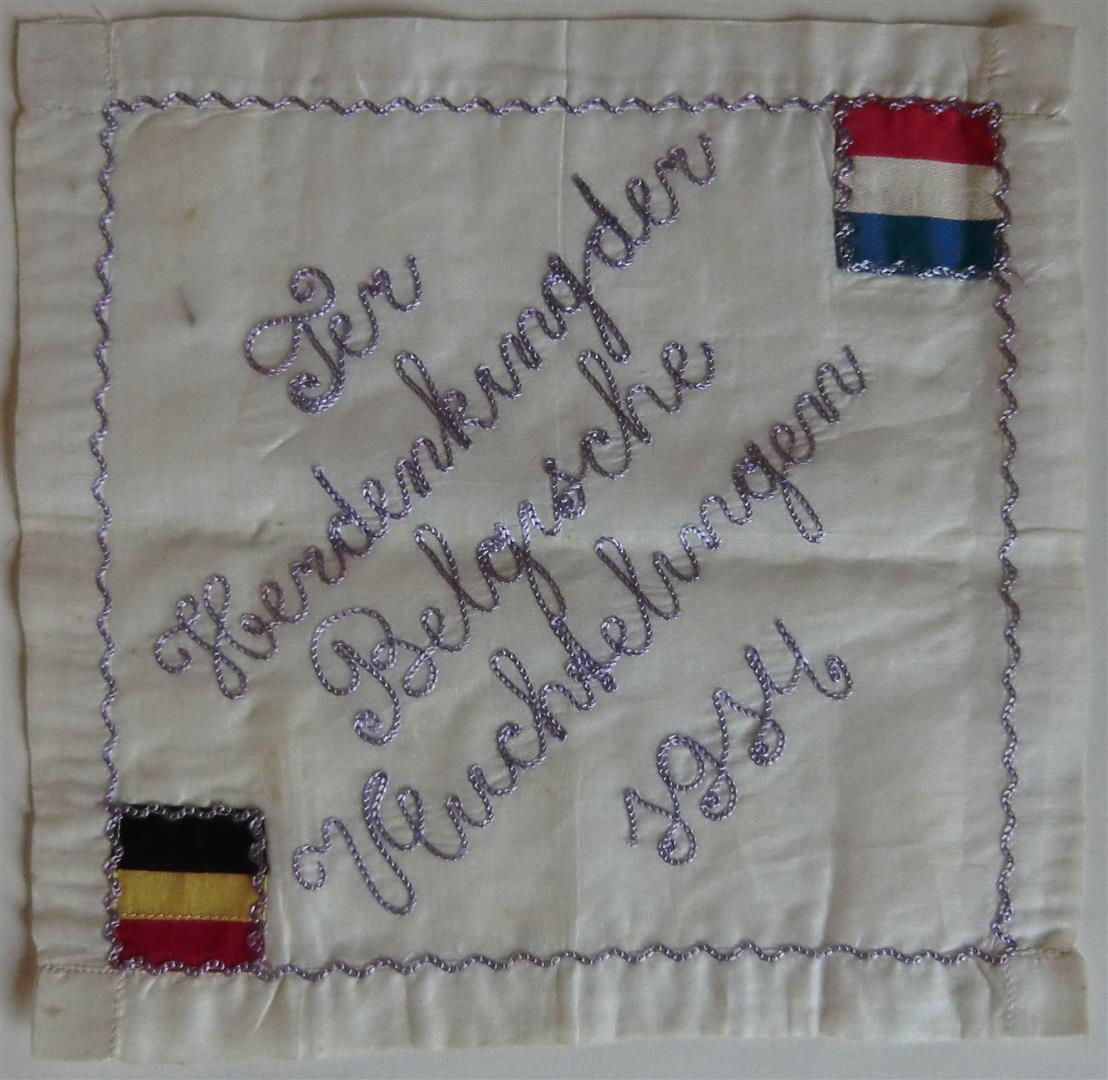 Ter
Herdenking der
Belgische
Vluchtelingen
1914